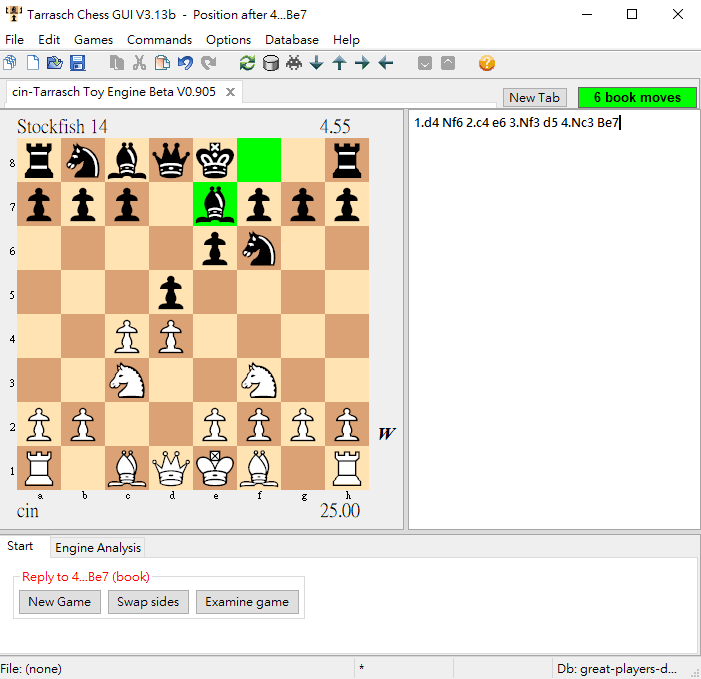 Tarrasch Chess GUI V3.13b - Position after 4...Be7
File Edit Games Commands Options Database Help
cin-Tarrasch Toy Engine Beta V0.905
New Tab
6 book moves
Stockfish 14 4.55
1.d4 Nf6 2.c4 e6 3.Nf3 d5 4.Nc3 Be7
8
7
6
5
4
3
2
W
1
a b c d e f g h
cin 25.00
Start Engine Analysis
Reply to 4...Be7 (book)
New Game Swap sides Examine game
File: (none) * Db: great-players-d...